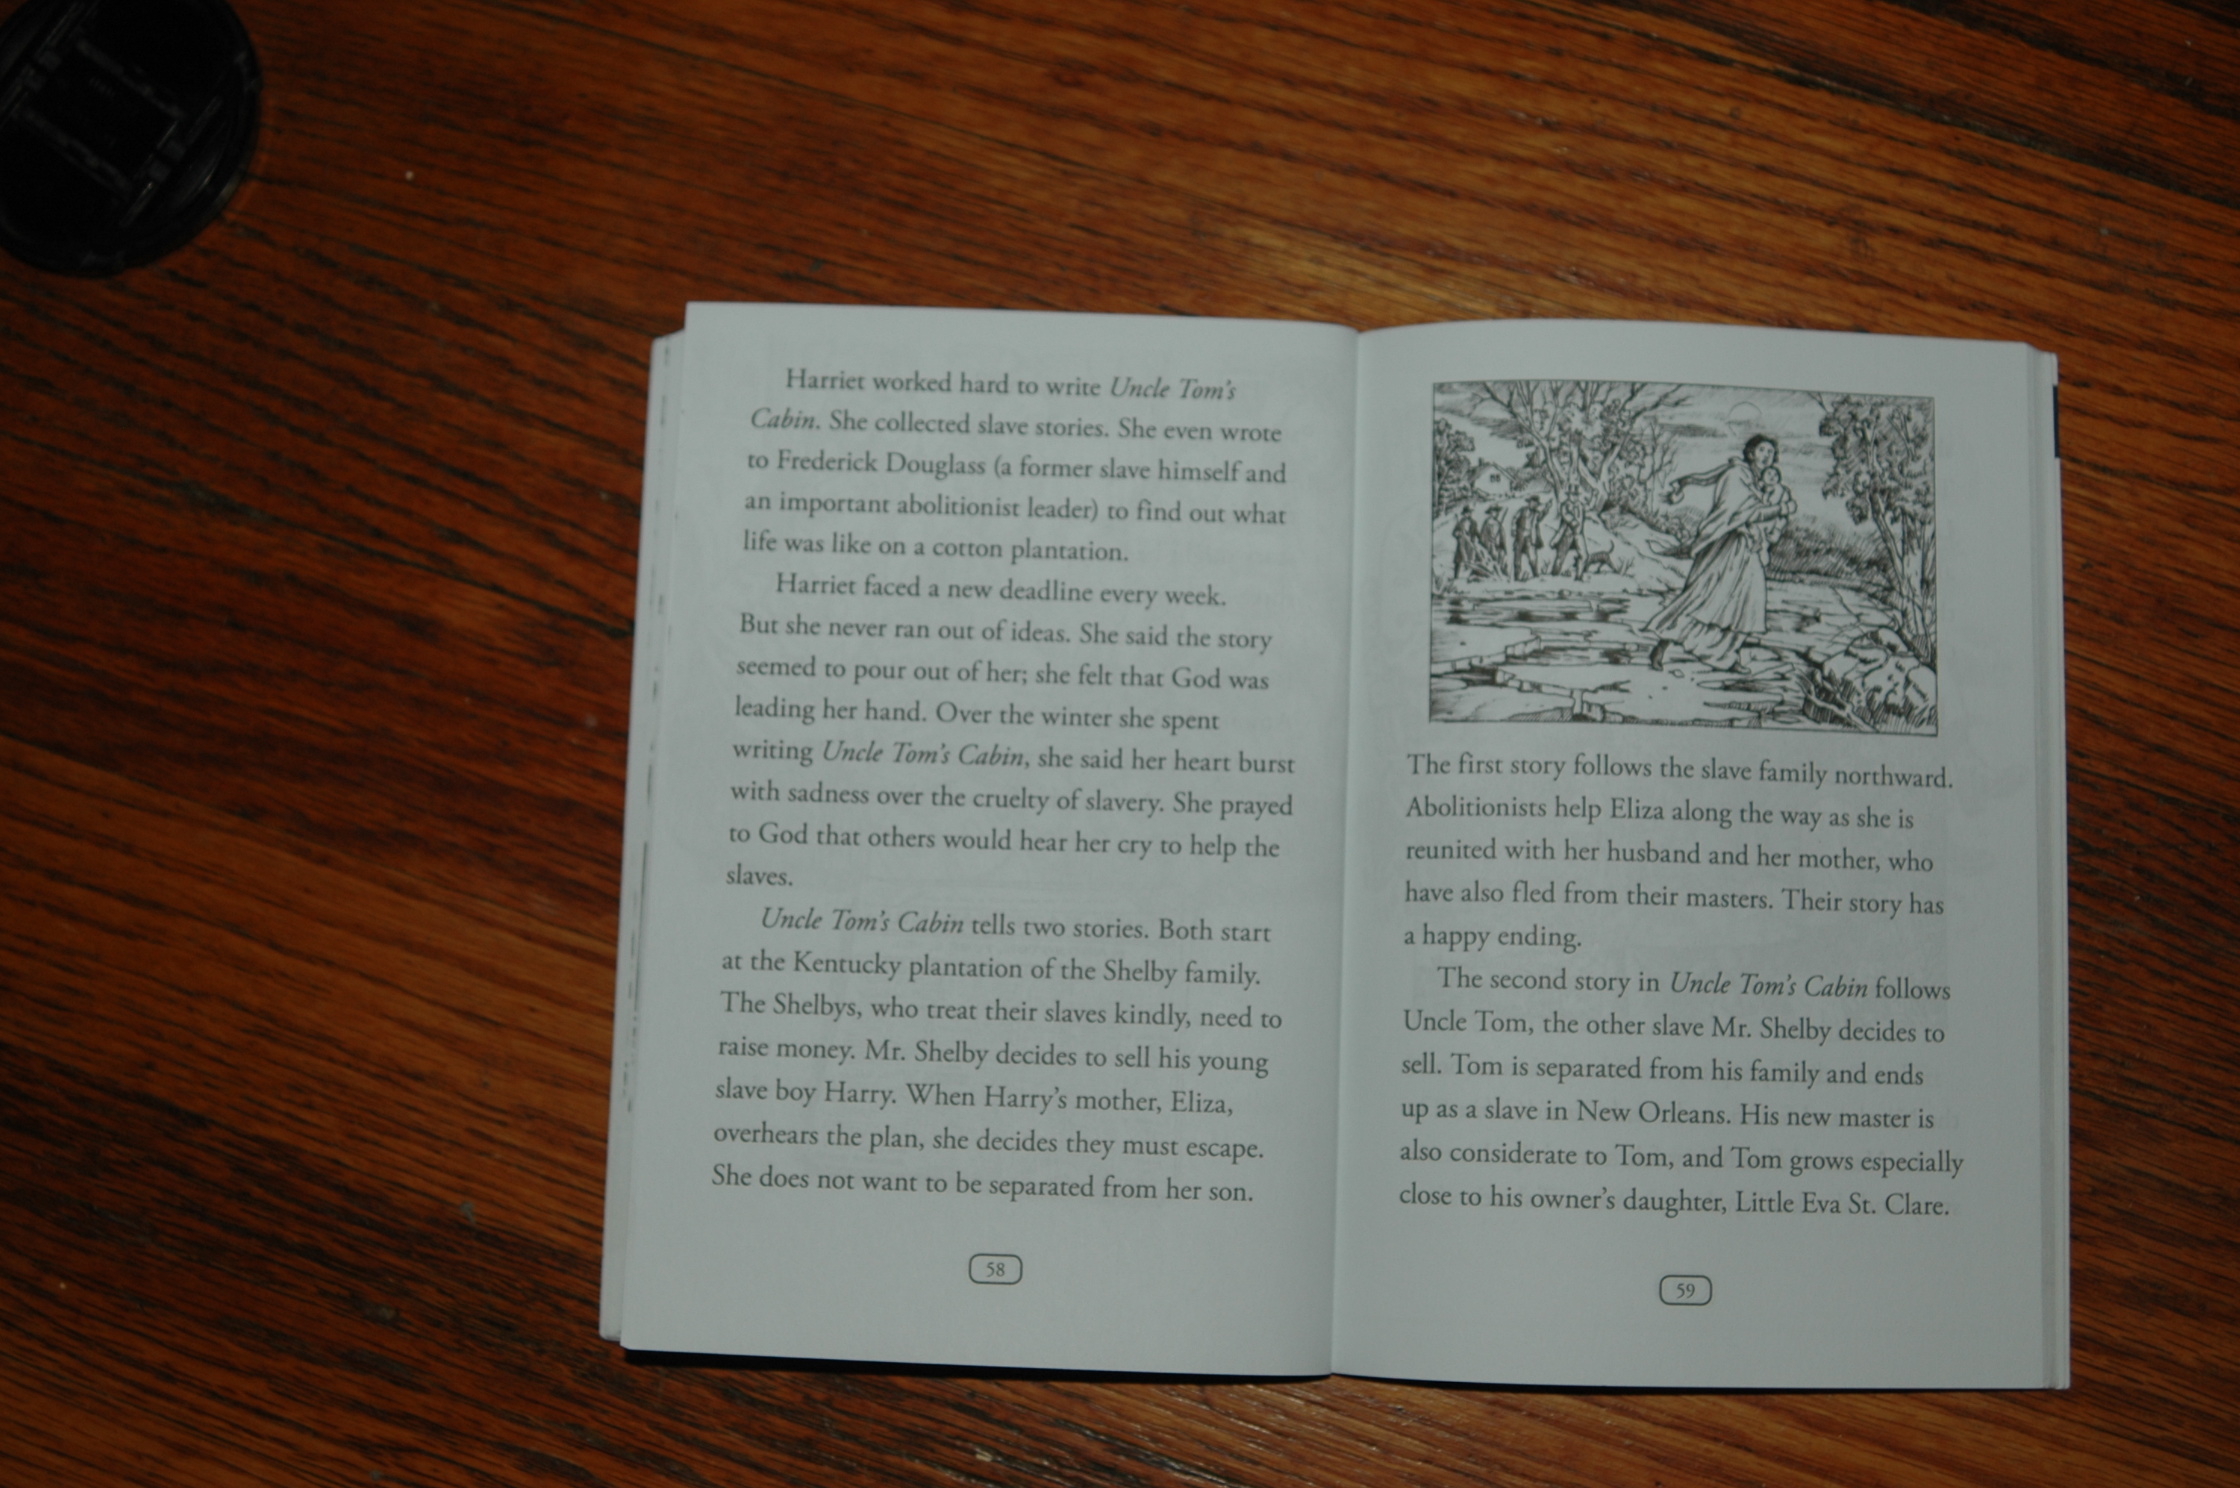 Harriet worked hard to write Uncle Tom's
Cabin. She collected slave stories. She even wrote
to Frederick Douglass (a former slave himself and
an important abolitionist leader) to find out what
life was like on a cotton plantation.
Harriet faced a new deadline every week.
But she never ran out of ideas. She said the story
seemed to pour out of her; she felt that God was
leading her hand. Over the winter she spent
writing Uncle Tom's Cabin, she said her heart burst
with sadness over the cruelty of slavery. She prayed
to God that others would hear her cry to help the
slaves.
Uncle Tom's Cabin tells two stories. Both start
at the Kentucky plantation of the Shelby family.
The Shelbys, who treat their slaves kindly, need to
raise money. Mr. Shelby decides to sell his young
slave boy Harry. When Harry's mother, Eliza,
overhears the plan, she decides they must escape.
She does not want to be separated from her son.
58
The first story follows the slave family northward.
Abolitionists help Eliza along the way as she is
reunited with her husband and her mother, who
have also fled from their masters. Their story has
a happy ending.
The second story in Uncle Tom's Cabin follows
Uncle Tom, the other slave Mr. Shelby decides to
sell. Tom is separated from his family and ends
up as a slave in New Orleans. His new master is
also considerate to Tom, and Tom grows especially
close to his owner's daughter, Little Eva St. Clare.
59